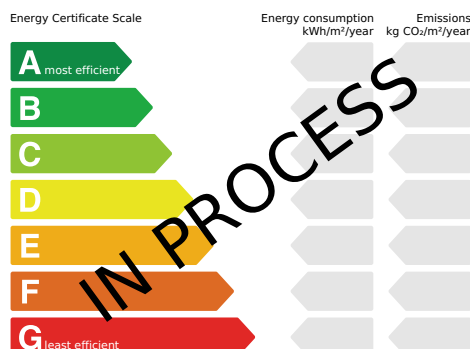 Energy Certificate Scale
Energy consumption
kWh/m²/year
Emissions
kg CO₂/m²/year
A most efficient
B
C
D
E
F
G least efficient
IN PROCESS